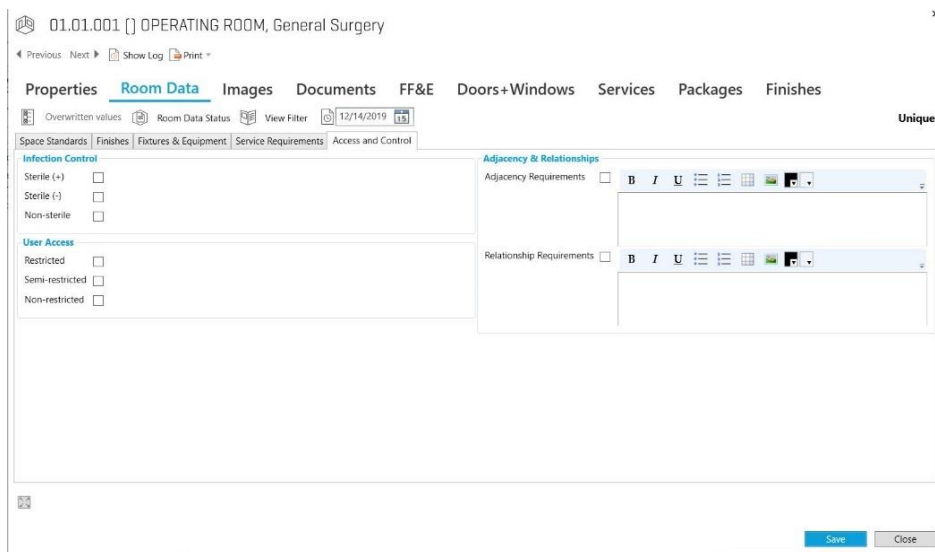 01.01.001 [] OPERATING ROOM, General Surgery
Previous Next Show Log Print
Properties Room Data Images Documents FF&E Doors+Windows Services Packages Finishes
Overwritten values Room Data Status View Filter 12/14/2019 15 Unique
Space Standards Finishes Fixtures & Equipment Service Requirements Access and Control
Infection Control
Sterile (+)
Sterile (-)
Non-sterile
User Access
Restricted
Semi-restricted
Non-restricted
Adjacency & Relationships
Adjacency Requirements B I U
Relationship Requirements B I U
Save Close